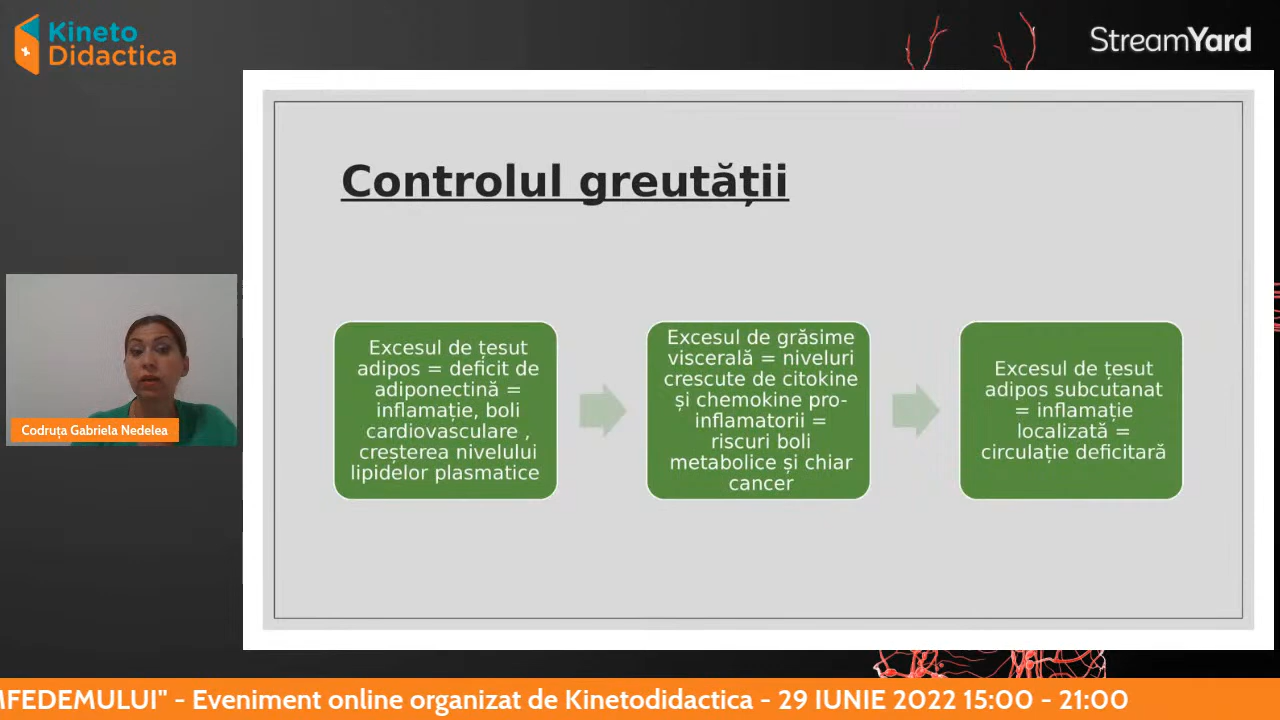 Kineto
Didactica
StreamYard
Controlul greutății
Excesul de țesut
adipos = deficit de
adiponectină =
inflamație, boli
cardiovasculare ,
creșterea nivelului
lipidelor plasmatice
Excesul de grăsime
viscerală = niveluri
crescute de citokine
și chemokine pro-
inflamatorii =
riscuri boli
metabolice și chiar
cancer
Excesul de țesut
adipos subcutanat
= inflamație
localizată =
circulație deficitară
Codruța Gabriela Nedelea
MFEDEMULUI" - Eveniment online organizat de Kinetodidactica - 29 IUNIE 2022 15:00 - 21:00